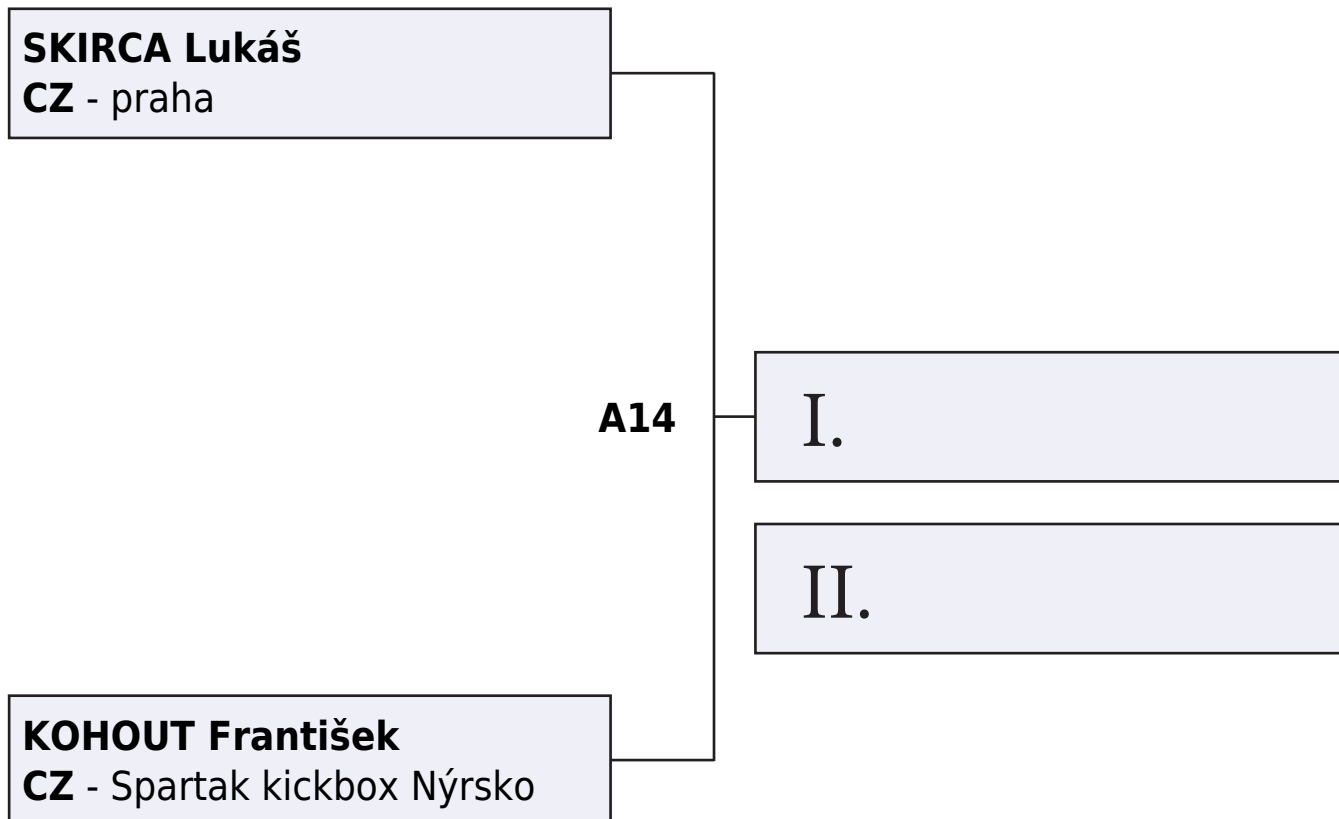 SKIRCA Lukáš
CZ - praha
A14
I.
II.
KOHOUT František
CZ - Spartak kickbox Nýrsko